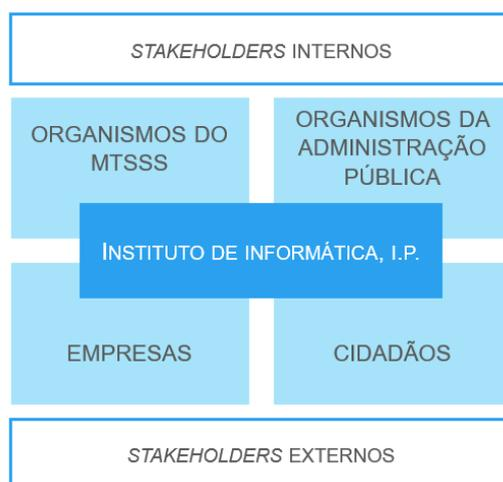 STAKEHOLDERS INTERNOS
ORGANISMOS DO
MTSSS
ORGANISMOS DA
ADMINISTRAÇÃO
PÚBLICA
INSTITUTO DE INFORMÁTICA, I.P.
EMPRESAS
CIDADÃOS
STAKEHOLDERS EXTERNOS